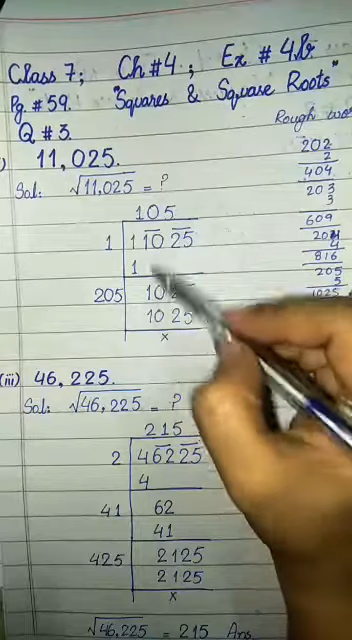 Class 7; Ch #4; Ex # 4b
Pg. # 59. "Squares & Square Roots"
Q # 3.
Rough
) 11,025.
Sol: √11,025 = ?
105
1 1 10 25
1
205 10 2
10 25
x
202
2
404
203
3
609
204
4
816
205
5
1025
(iii) 46,225.
Sol: √46,225 = ?
215
2 4 62 25
4
41 62
41
425 2125
2125
x
√46,225 = 215 Ans